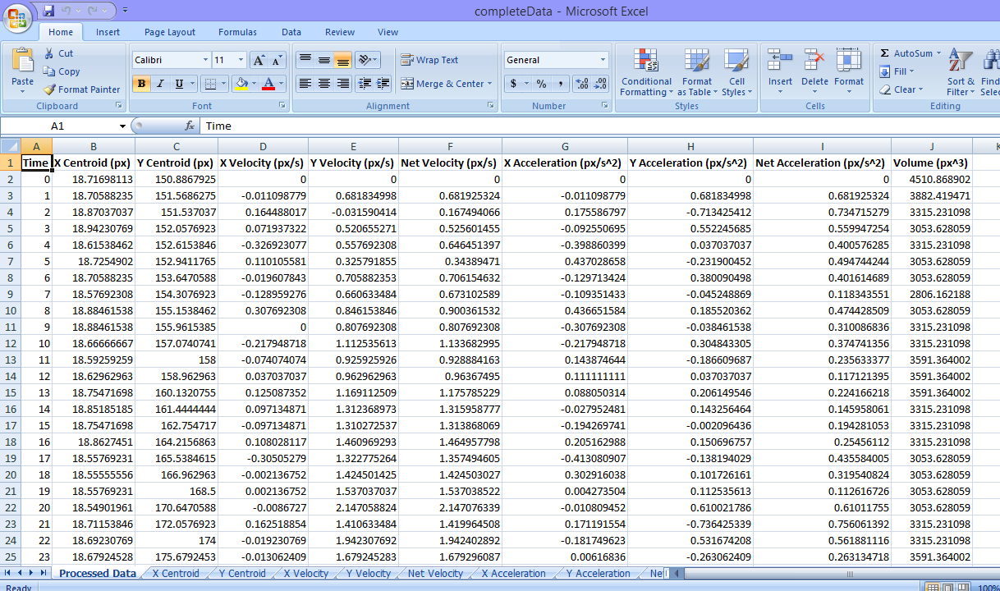 completeData - Microsoft Excel
Home Insert Page Layout Formulas Data Review View
Paste Cut Copy Format Painter Clipboard
Calibri 11 A A B I U A Font
Wrap Text Merge & Center Alignment
General $ % , .00 .00 Number
Conditional Formatting Format as Table Cell Styles Styles
Insert Delete Format Cells
Σ AutoSum Fill Clear Sort & Filter Find Editing
A1 fx Time
A B C D E F G H I J
1 Time X Centroid (px) Y Centroid (px) X Velocity (px/s) Y Velocity (px/s) Net Velocity (px/s) X Acceleration (px/s^2) Y Acceleration (px/s^2) Net Acceleration (px/s^2) Volume (px^3)
2 0 18.71698113 150.8867925 0 0 0 0 0 0 4510.868902
3 1 18.70588235 151.5686275 -0.011098779 0.681834998 0.681925324 -0.011098779 0.681834998 0.681925324 3882.419471
4 2 18.87037037 151.537037 0.164488017 -0.031590414 0.167494066 0.175586797 -0.713425412 0.734715279 3315.231098
5 3 18.94230769 152.0576923 0.071937322 0.520655271 0.525601455 -0.092550695 0.552245685 0.559947254 3053.628059
6 4 18.61538462 152.6153846 -0.326923077 0.557692308 0.646451397 -0.398860399 0.037037037 0.400576285 3315.231098
7 5 18.7254902 152.9411765 0.110105581 0.325791855 0.34389471 0.437028658 -0.231900452 0.494744244 3053.628059
8 6 18.70588235 153.6470588 -0.019607843 0.705882353 0.706154632 -0.129713424 0.380090498 0.401614689 3053.628059
9 7 18.57692308 154.3076923 -0.128959276 0.660633484 0.673102589 -0.109351433 -0.045248869 0.118343551 2806.162188
10 8 18.88461538 155.1538462 0.307692308 0.846153846 0.900361532 0.436651584 0.185520362 0.474428509 3053.628059
11 9 18.88461538 155.9615385 0 0.807692308 0.807692308 -0.307692308 -0.038461538 0.310086836 3315.231098
12 10 18.66666667 157.0740741 -0.217948718 1.112535613 1.133682995 -0.217948718 0.304843305 0.374741356 3315.231098
13 11 18.59259259 158 -0.074074074 0.925925926 0.928884163 0.143874644 -0.186609687 0.235633377 3591.364002
14 12 18.62962963 158.962963 0.037037037 0.962962963 0.96367495 0.111111111 0.037037037 0.117121395 3591.364002
15 13 18.75471698 160.1320755 0.125087352 1.169112509 1.175785229 0.088050314 0.206149546 0.224166218 3591.364002
16 14 18.85185185 161.4444444 0.097134871 1.312368973 1.315958777 -0.027952481 0.143256464 0.145958061 3315.231098
17 15 18.75471698 162.754717 -0.097134871 1.310272537 1.313868069 -0.194269741 -0.002096436 0.194281053 3315.231098
18 16 18.8627451 164.2156863 0.108028117 1.460969293 1.464957798 0.205162988 0.150696757 0.25456112 3315.231098
19 17 18.55769231 165.5384615 -0.30505279 1.322775264 1.357494605 -0.413080907 -0.138194029 0.435584005 3053.628059
20 18 18.55555556 166.962963 -0.002136752 1.424501425 1.424503027 0.302916038 0.101726161 0.319540824 3053.628059
21 19 18.55769231 168.5 0.002136752 1.537037037 1.537038522 0.004273504 0.112535613 0.112616726 3053.628059
22 20 18.54901961 170.6470588 -0.0086727 2.147058824 2.147076339 -0.010809452 0.610021786 0.61011755 3053.628059
23 21 18.71153846 172.0576923 0.162518854 1.410633484 1.419964508 0.171191554 -0.736425339 0.756061392 3315.231098
24 22 18.69230769 174 -0.019230769 1.942307692 1.942402892 -0.181749623 0.531674208 0.561881116 3315.231098
25 23 18.67924528 175.6792453 -0.013062409 1.679245283 1.679296087 0.00616836 -0.263062409 0.263134718 3591.364002
Processed Data X Centroid Y Centroid X Velocity Y Velocity Net Velocity X Acceleration Y Acceleration Ne
Ready 100%